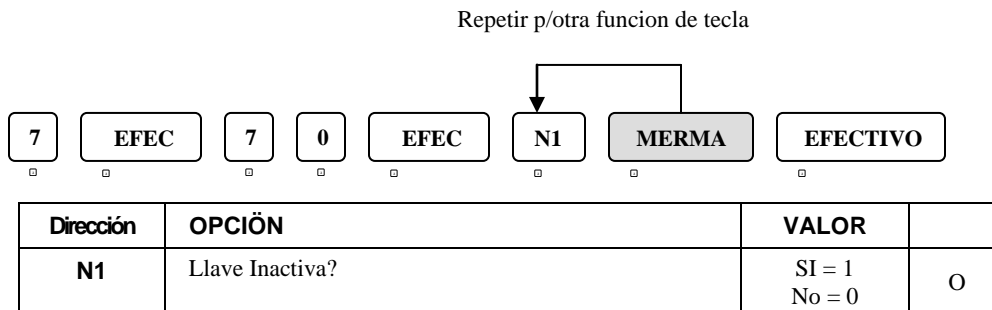 Repetir p/otra funcion de tecla
7 EFEC 7 0 EFEC N1 MERMA EFECTIVO
Dirección OPCIÖN VALOR
N1 Llave Inactiva? SI = 1 O
No = 0